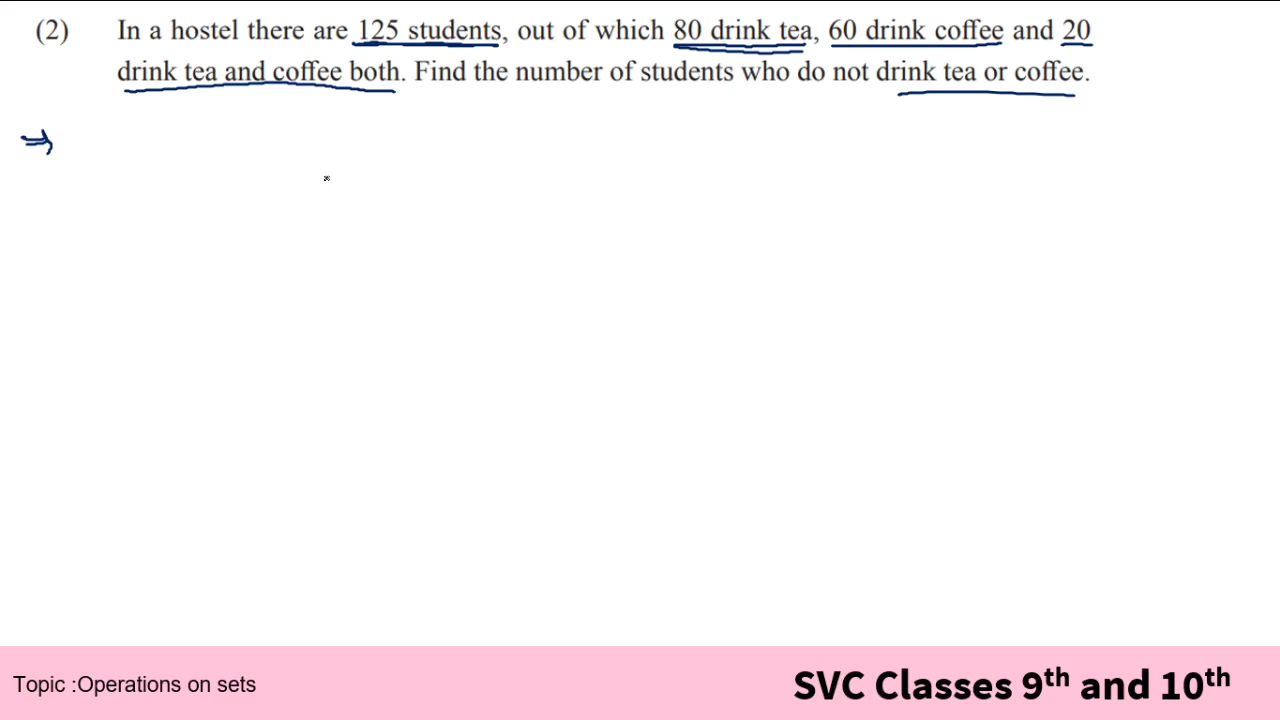 (2) In a hostel there are 125 students, out of which 80 drink tea, 60 drink coffee and 20
drink tea and coffee both. Find the number of students who do not drink tea or coffee.
⇒
Topic :Operations on sets
SVC Classes 9th and 10th